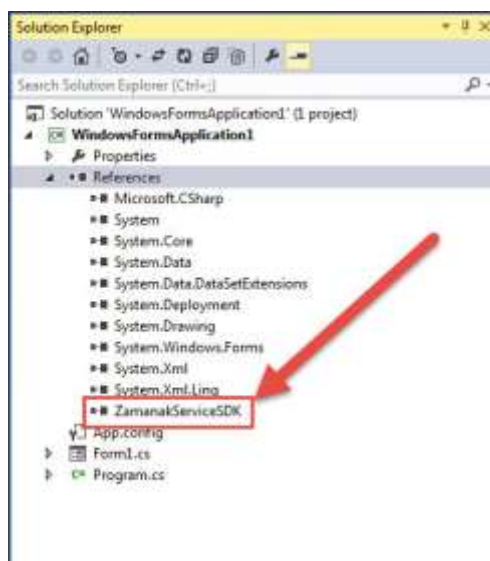 Solution Explorer
Search Solution Explorer (Ctrl+;)
Solution 'WindowsFormsApplication1' (1 project)
WindowsFormsApplication1
Properties
References
Microsoft.CSharp
System
System.Core
System.Data
System.Data.DataSetExtensions
System.Deployment
System.Drawing
System.Windows.Forms
System.Xml
System.Xml.Linq
ZamanakServiceSDK
App.config
Form1.cs
C# Program.cs